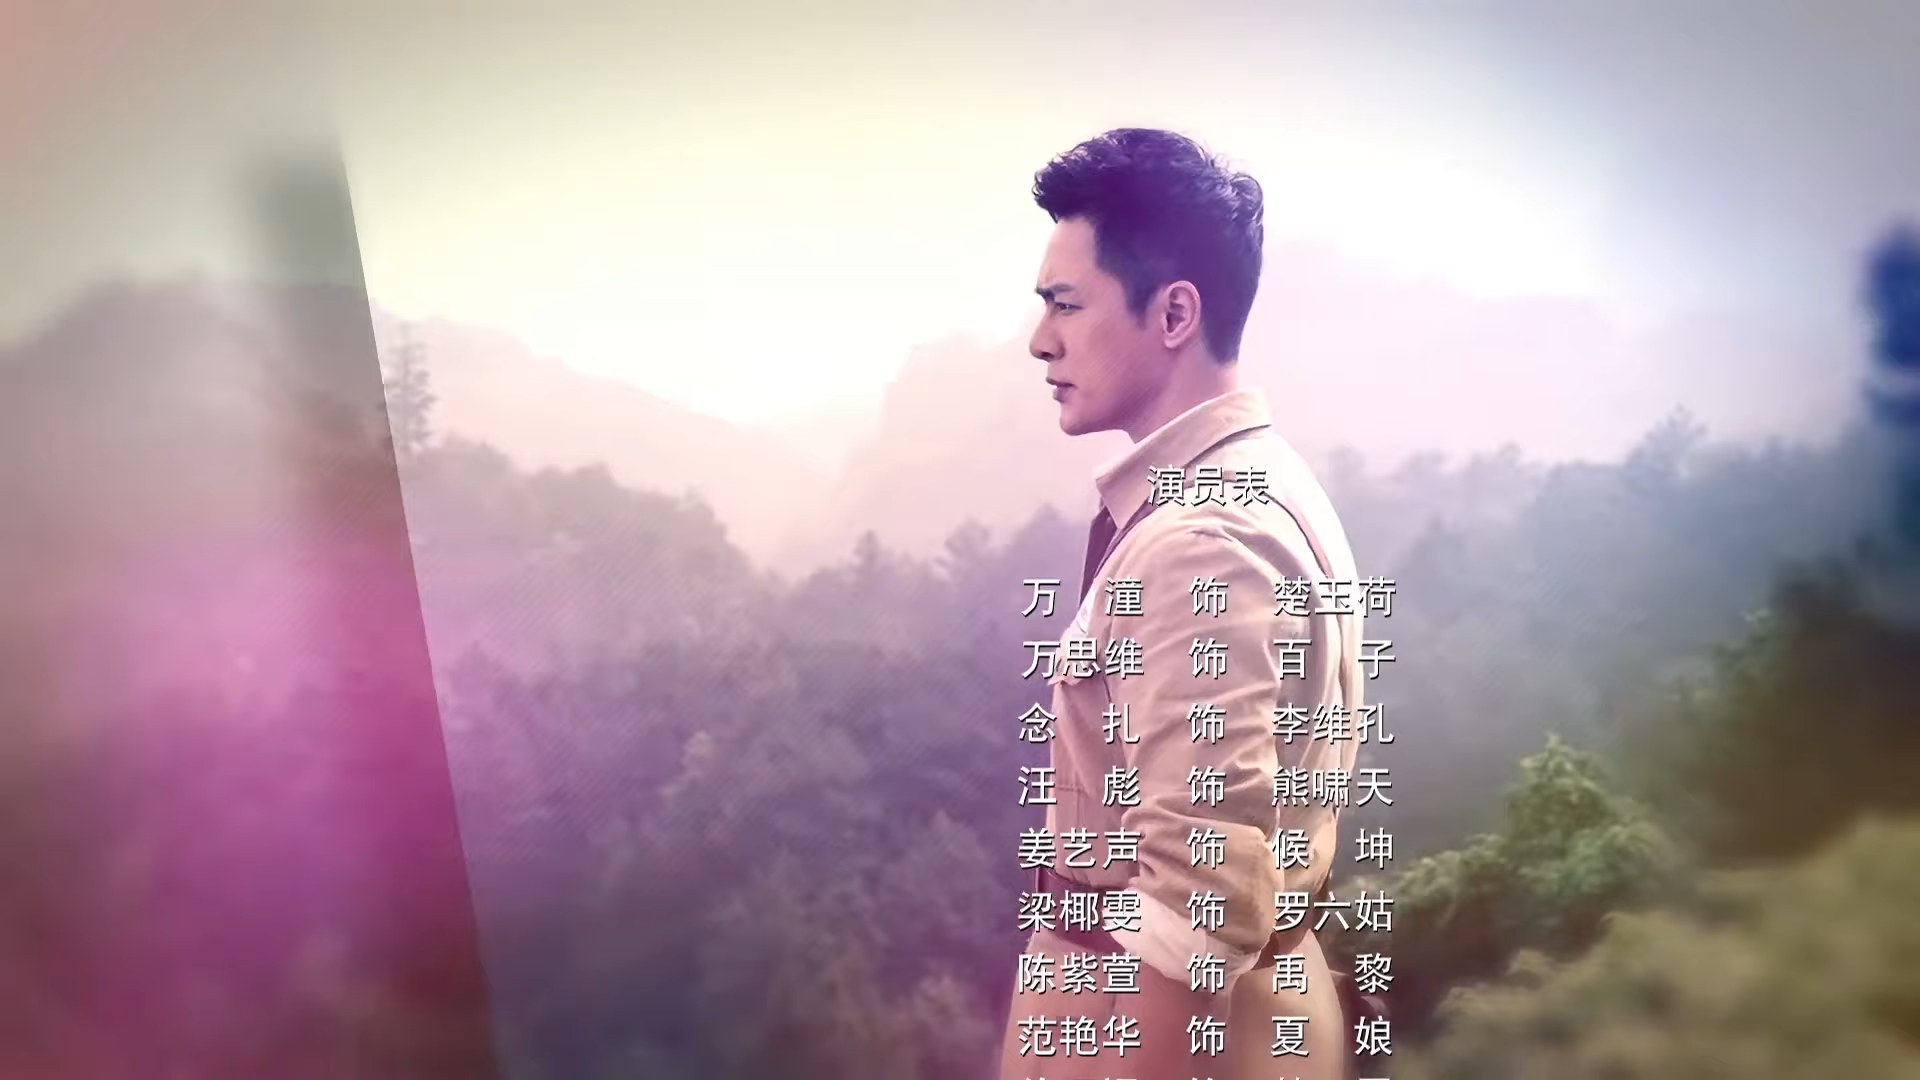 演员表
万 潼 饰 楚玉荷
万思维 饰 百 子
念 扎 饰 李维孔
汪 彪 饰 熊啸天
姜艺声 饰 候 坤
梁椰雯 饰 罗六姑
陈紫萱 饰 禹 黎
范艳华 饰 夏 娘